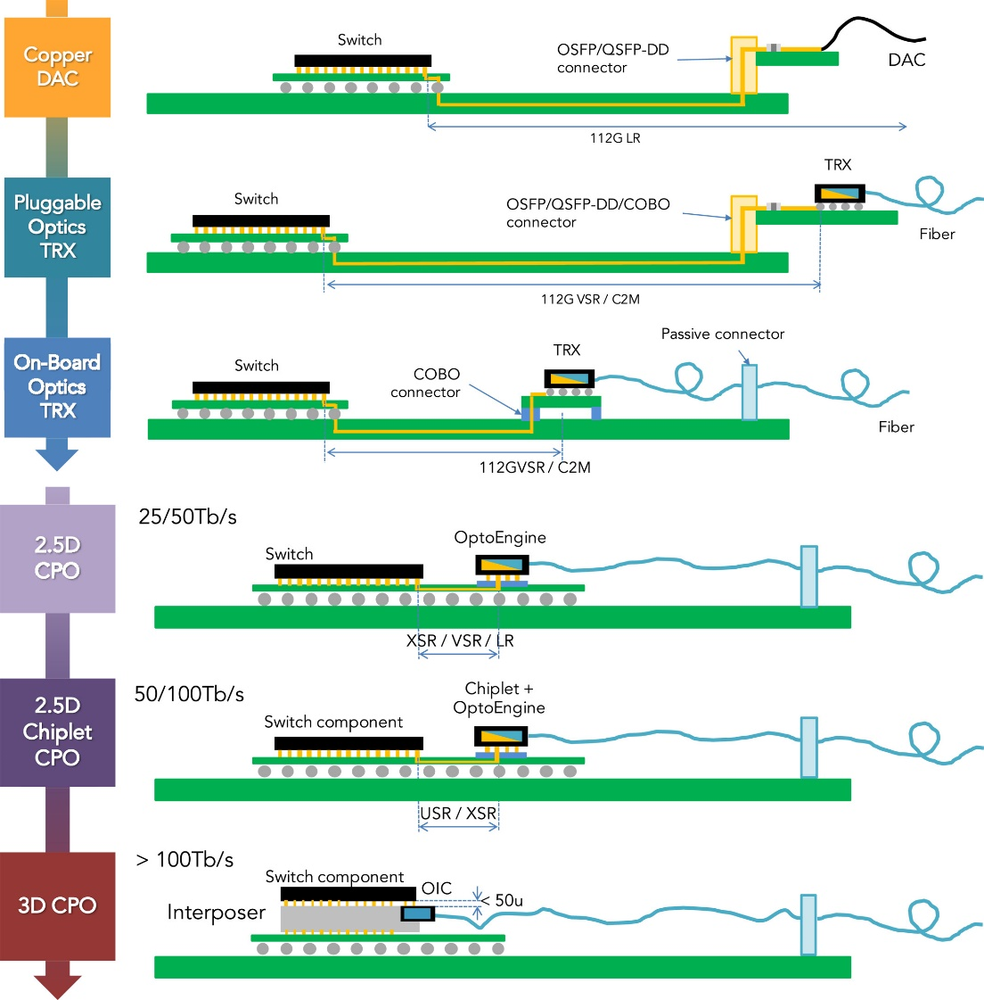 Copper
DAC
Switch
OSFP/QSFP-DD
connector
DAC
112G LR
Pluggable
Optics
TRX
Switch
OSFP/QSFP-DD/COBO
connector
TRX
Fiber
112G VSR / C2M
On-Board
Optics
TRX
Switch
COBO
connector
TRX
Passive connector
Fiber
112GVSR / C2M
2.5D
CPO
25/50Tb/s
Switch
OptoEngine
XSR / VSR / LR
2.5D
Chiplet
CPO
50/100Tb/s
Switch component
Chiplet +
OptoEngine
USR / XSR
3D CPO
> 100Tb/s
Switch component
OIC
< 50u
Interposer